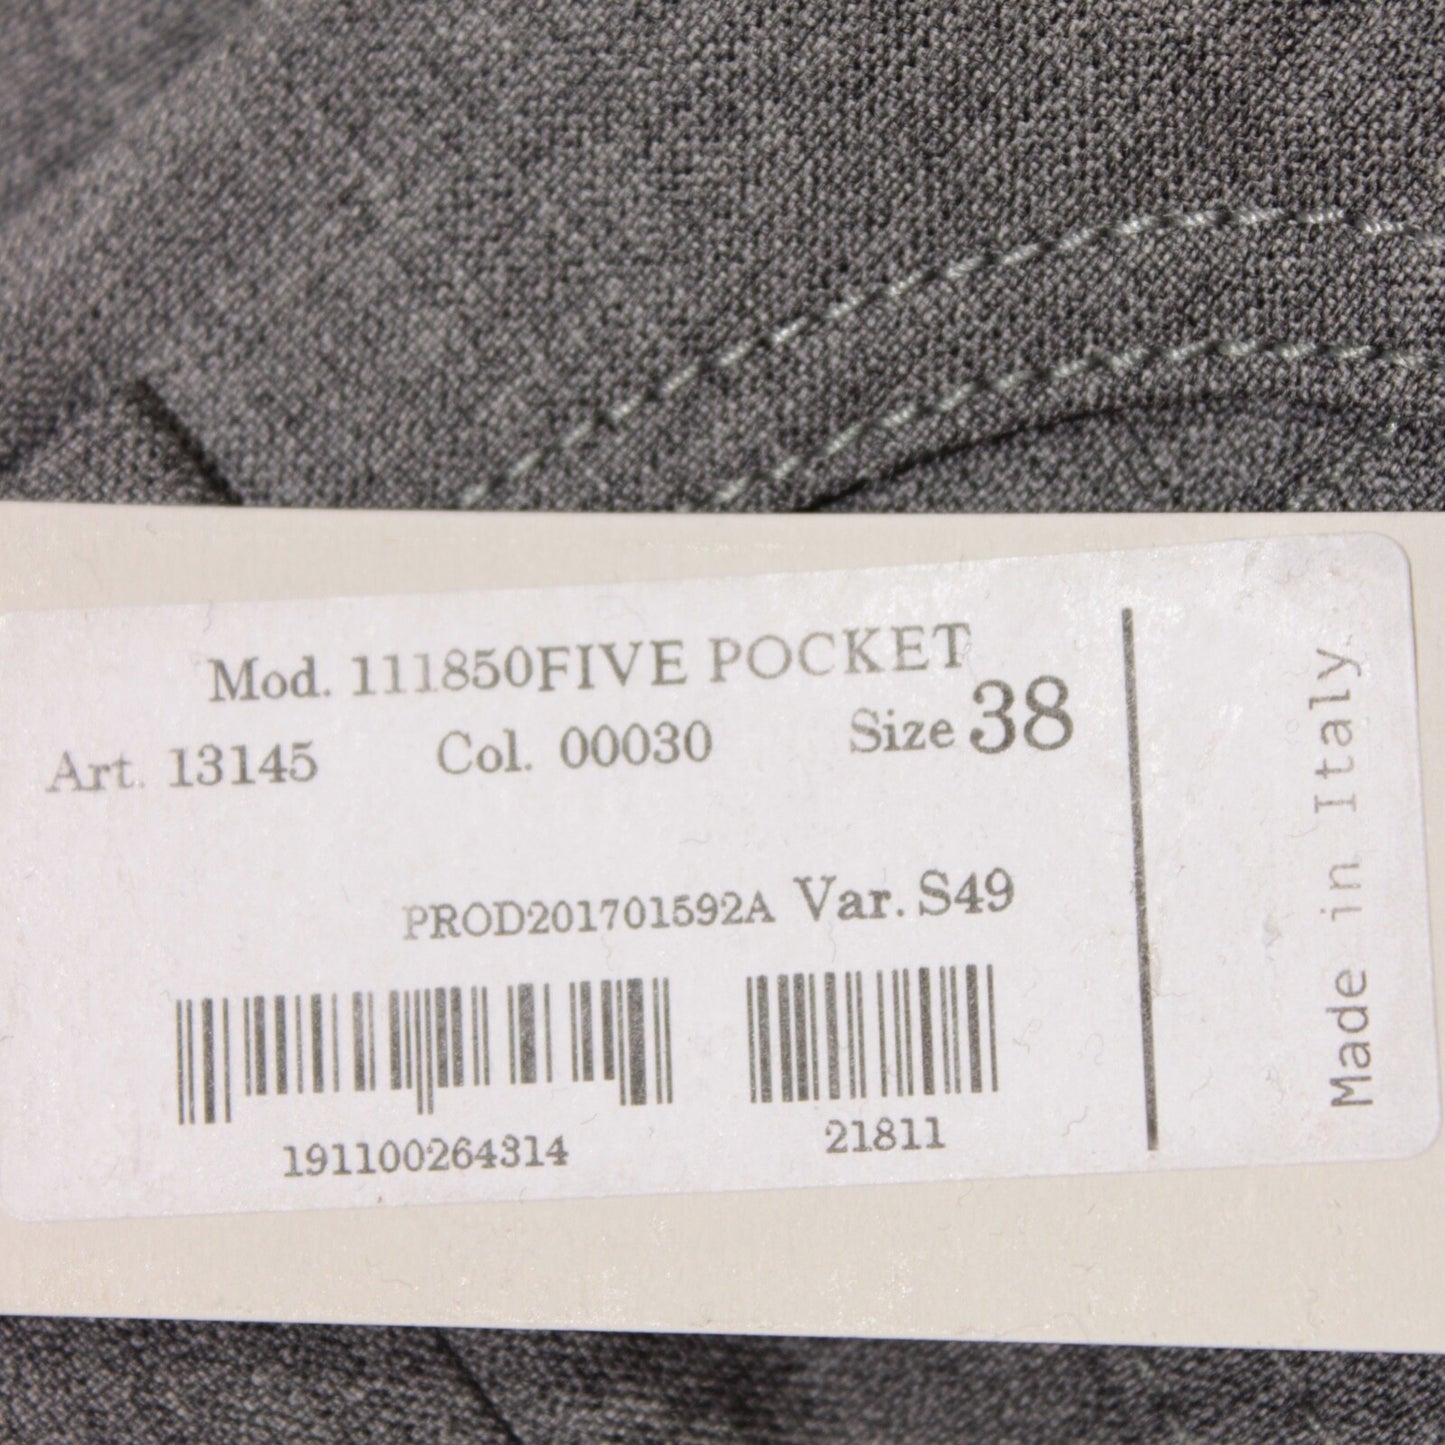 Mod. 111850FIVE POCKET
Art. 13145 Col. 00030 Size 38
PROD201701592A Var. S49
191100264314 21811
Made in Italy